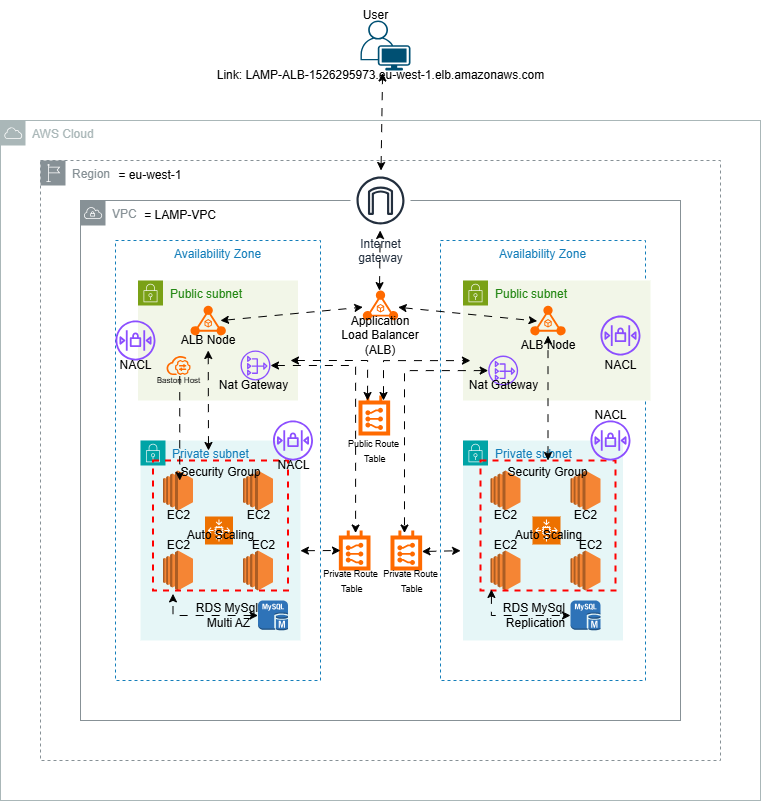 User
Link: LAMP-ALB-1526295973.eu-west-1.elb.amazonaws.com
AWS Cloud
Region = eu-west-1
VPC = LAMP-VPC
Internet
gateway
Availability Zone
Availability Zone
Public subnet
Public subnet
Application
Load Balancer
(ALB)
ALB Node
ALB Node
NACL
NACL
Bastion Host
Nat Gateway
Nat Gateway
Public Route
Table
NACL
NACL
Private subnet
Private subnet
Security Group
Security Group
EC2
EC2
EC2
EC2
Auto Scaling
Auto Scaling
EC2
EC2
EC2
EC2
Private Route
Table
Private Route
Table
RDS MySql
Multi AZ
MySQL
M
RDS MySql
Replication
MySQL
M